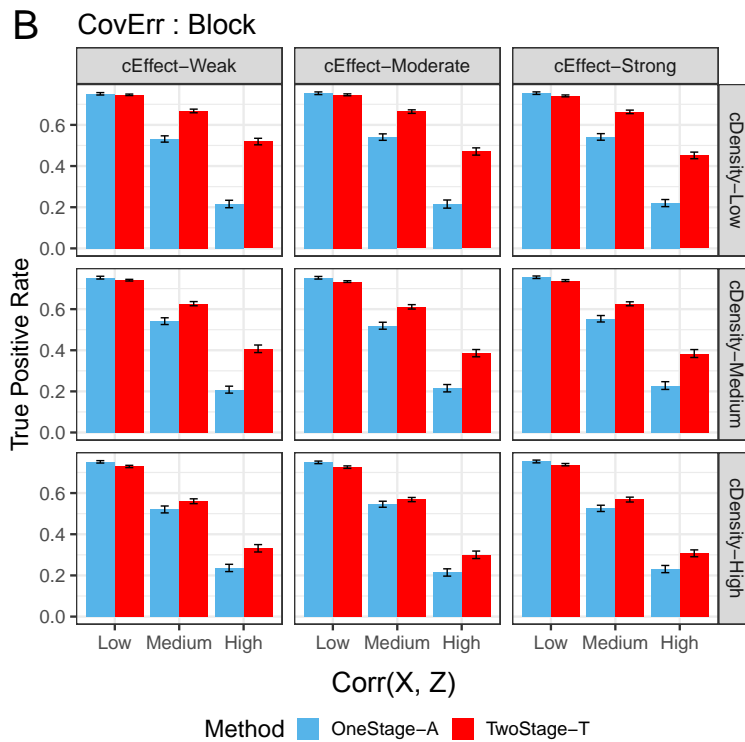 B CovErr : Block
cEffect−Weak cEffect−Moderate cEffect−Strong
True Positive Rate
0.6
0.4
0.2
0.0
cDensity−Low
0.6
0.4
0.2
0.0
cDensity−Medium
0.6
0.4
0.2
0.0
cDensity−High
Low Medium High Low Medium High Low Medium High
Corr(X, Z)
Method OneStage−A TwoStage−T